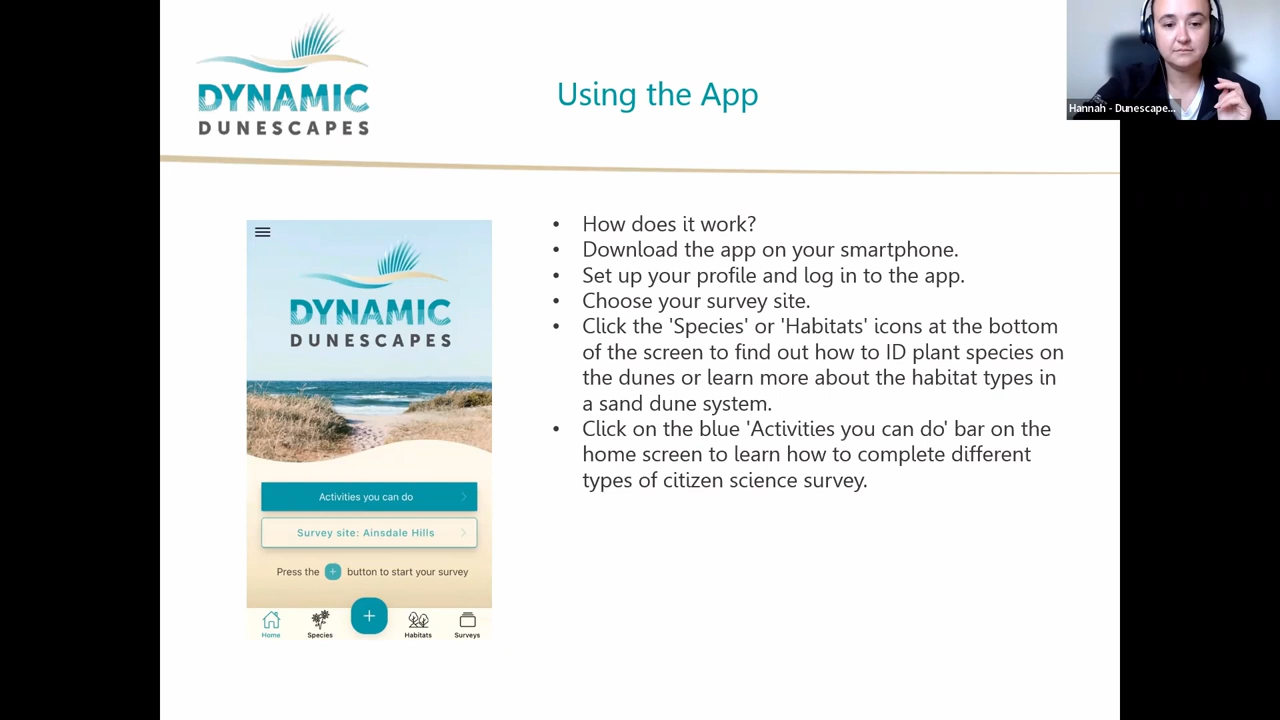 DYNAMIC
DUNESCAPES
Using the App
Hannah - Dunescape...
DYNAMIC
DUNESCAPES
Activities you can do
Survey site: Ainsdale Hills
Press the + button to start your survey
+
Home
Species
Habitats
Surveys
• How does it work?
• Download the app on your smartphone.
• Set up your profile and log in to the app.
• Choose your survey site.
• Click the 'Species' or 'Habitats' icons at the bottom
of the screen to find out how to ID plant species on
the dunes or learn more about the habitat types in
a sand dune system.
• Click on the blue 'Activities you can do' bar on the
home screen to learn how to complete different
types of citizen science survey.